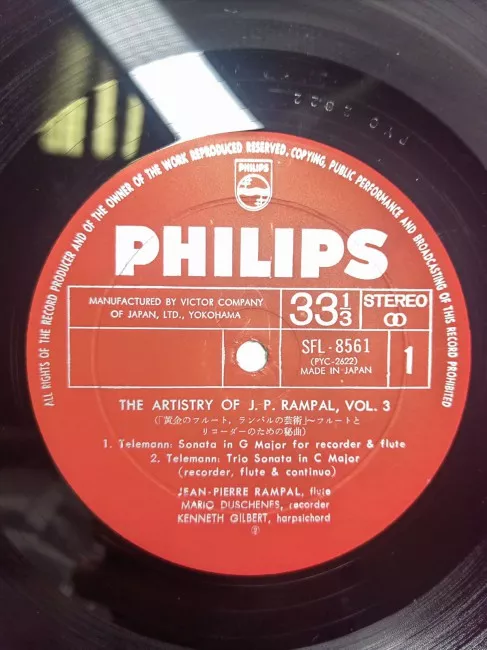 PYC 2622
ALL RIGHTS OF THE RECORD PRODUCER AND OF THE OWNER OF THE WORK REPRODUCED RESERVED, COPYING, PUBLIC PERFORMANCE AND BROADCASTING OF THIS RECORD PROHIBITED
PHILIPS
PHILIPS
MANUFACTURED BY VICTOR COMPANY
OF JAPAN, LTD., YOKOHAMA
33 1/3
STEREO
SFL-8561
(PYC-2622)
MADE IN JAPAN
1
THE ARTISTRY OF J. P. RAMPAL, VOL. 3
(「黄金のフルート、ランパルの芸術」〜フルートと
リコーダーのための秘曲)
1. Telemann: Sonata in G Major for recorder & flute
2. Telemann: Trio Sonata in C Major
(recorder, flute & continuo)
JEAN-PIERRE RAMPAL, flute
MARIO DUSCHENES, recorder
KENNETH GILBERT, harpsichord
Ⓟ